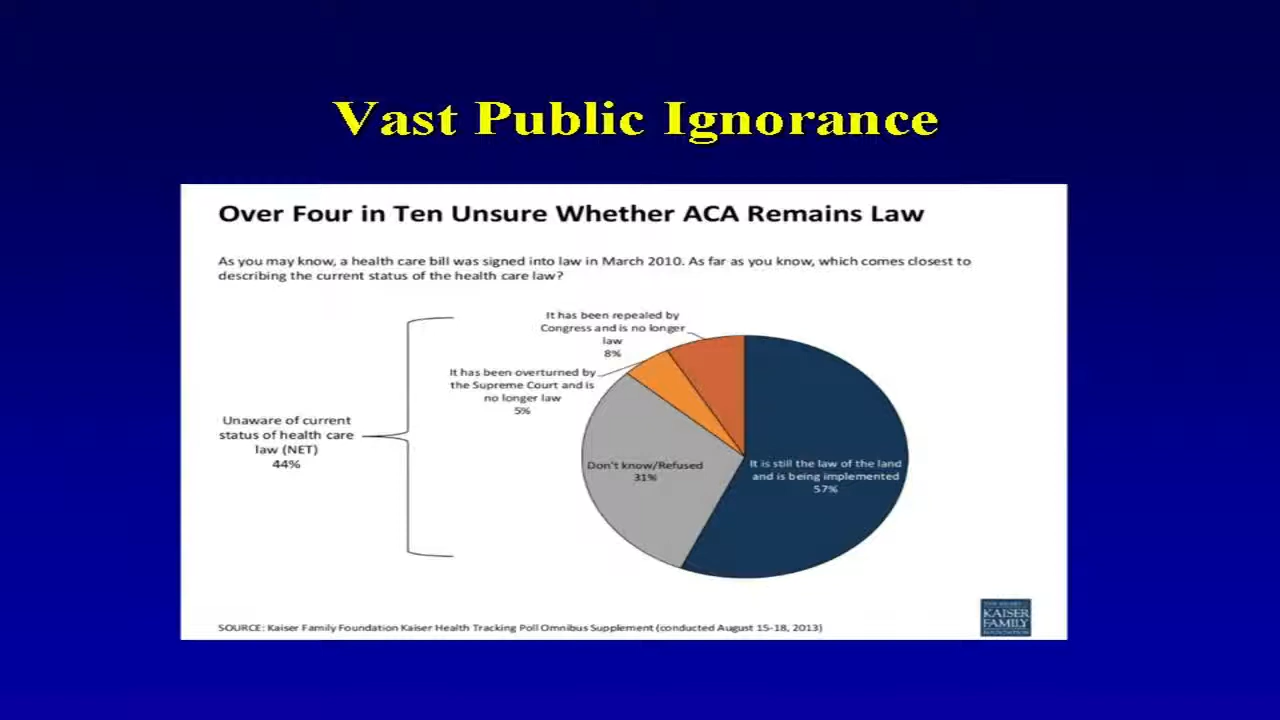 Vast Public Ignorance
Over Four in Ten Unsure Whether ACA Remains Law
As you may know, a health care bill was signed into law in March 2010. As far as you know, which comes closest to
describing the current status of the health care law?
It has been repealed by
Congress and is no longer
law
8%
It has been overturned by
the Supreme Court and is
no longer law
5%
Unaware of current
status of health care
law (NET)
44%
Don't know/Refused
31%
It is still the law of the land
and is being implemented
57%
SOURCE: Kaiser Family Foundation Kaiser Health Tracking Poll Omnibus Supplement (conducted August 15-18, 2013)
KAISER
FAMILY
FOUNDATION